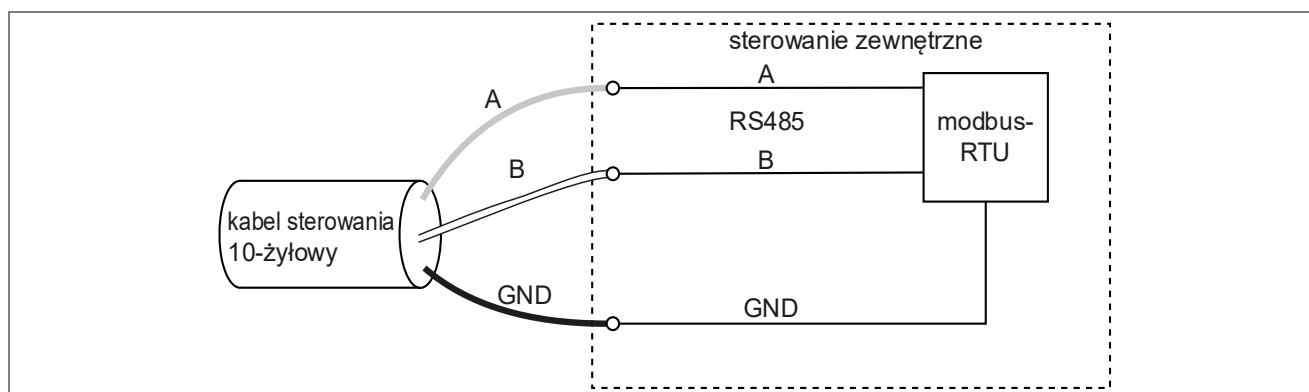 sterowanie zewnętrzne
A
A
RS485
modbus-
RTU
B
B
kabel sterowania
10-żyłowy
GND
GND